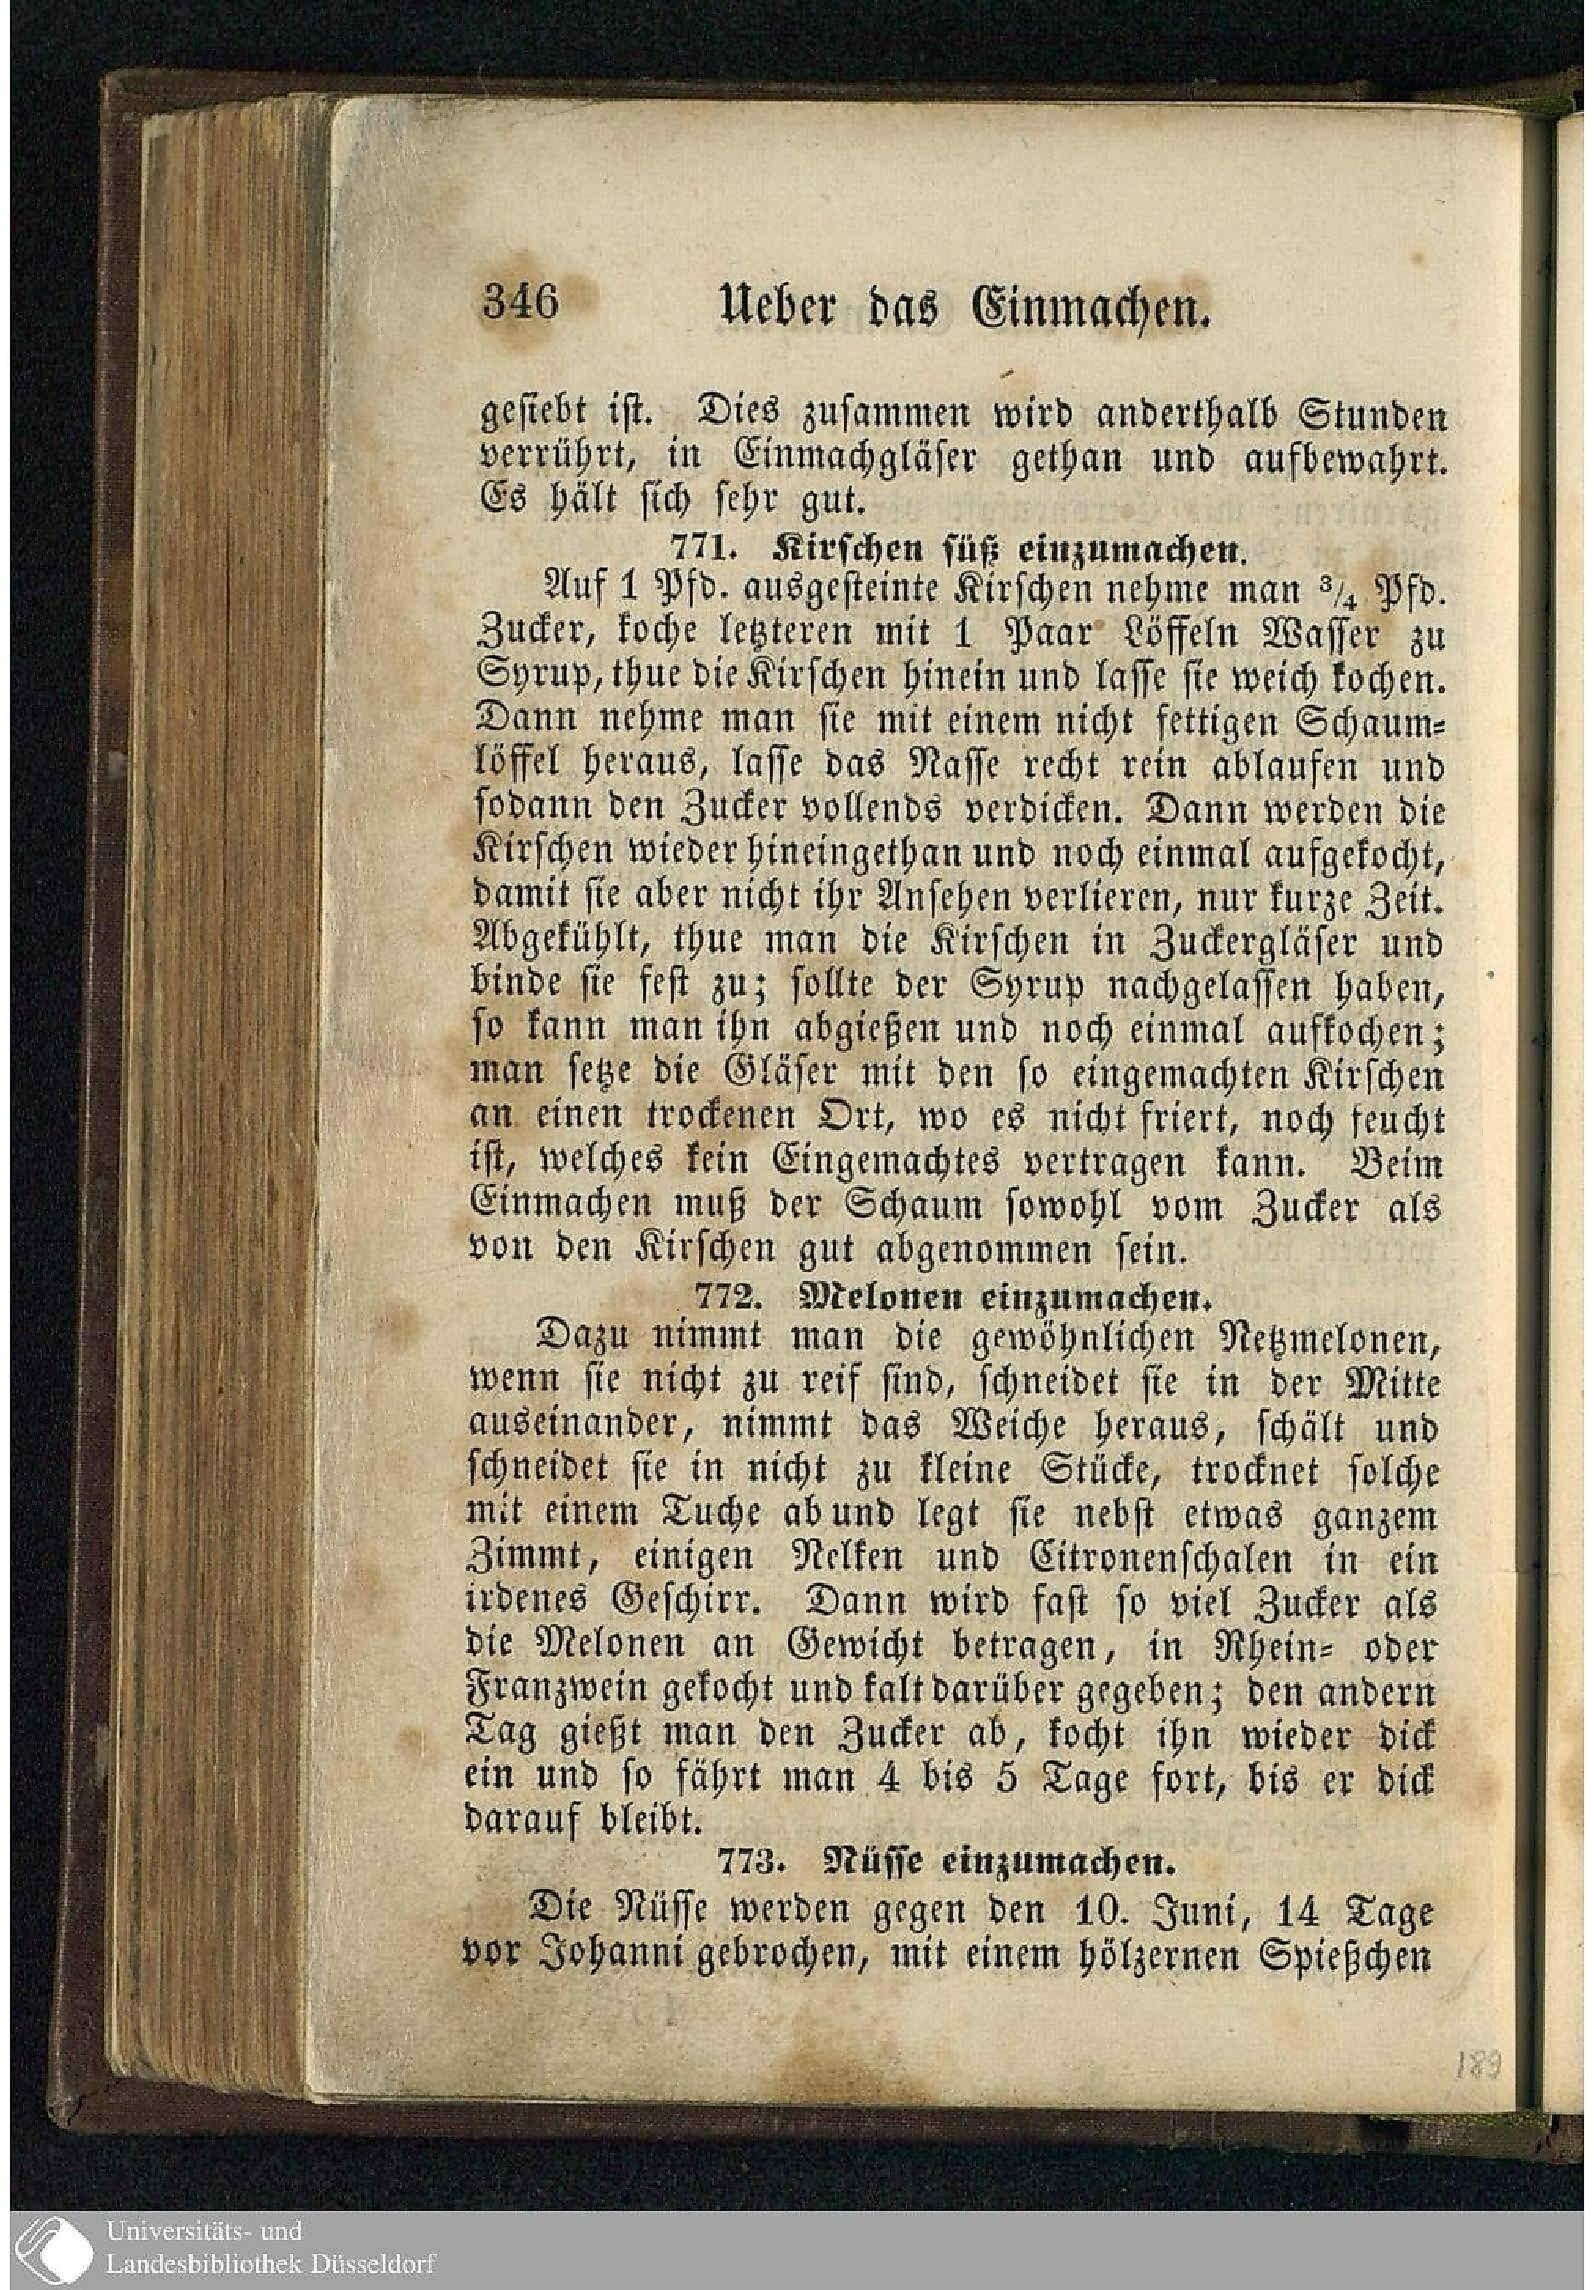 346 Ueber das Einmachen.
gesiebt ist. Dies zusammen wird anderthalb Stunden
verrührt, in Einmachgläser gethan und aufbewahrt.
Es hält sich sehr gut.
771. Kirschen süß einzumachen.
Auf 1 Pfd. ausgesteinte Kirschen nehme man 3/4 Pfd.
Zucker, koche letzteren mit 1 Paar Löffeln Wasser zu
Syrup, thue die Kirschen hinein und lasse sie weich kochen.
Dann nehme man sie mit einem nicht fettigen Schaum-
löffel heraus, lasse das Nasse recht rein ablaufen und
sodann den Zucker vollends verdicken. Dann werden die
Kirschen wieder hineingethan und noch einmal aufgekocht,
damit sie aber nicht ihr Ansehen verlieren, nur kurze Zeit.
Abgekühlt, thue man die Kirschen in Zuckergläser und
binde sie fest zu; sollte der Syrup nachgelassen haben,
so kann man ihn abgießen und noch einmal aufkochen;
man setze die Gläser mit den so eingemachten Kirschen
an einen trockenen Ort, wo es nicht friert, noch feucht
ist, welches kein Eingemachtes vertragen kann. Beim
Einmachen muß der Schaum sowohl vom Zucker als
von den Kirschen gut abgenommen sein.
772. Melonen einzumachen.
Dazu nimmt man die gewöhnlichen Netzmelonen,
wenn sie nicht zu reif sind, schneidet sie in der Mitte
auseinander, nimmt das Weiche heraus, schält und
schneidet sie in nicht zu kleine Stücke, trocknet solche
mit einem Tuche ab und legt sie nebst etwas ganzem
Zimmt, einigen Nelken und Citronenschalen in ein
irdenes Geschirr. Dann wird fast so viel Zucker als
die Melonen an Gewicht betragen, in Rhein- oder
Franzwein gekocht und kalt darüber gegeben; den andern
Tag gießt man den Zucker ab, kocht ihn wieder dick
ein und so fährt man 4 bis 5 Tage fort, bis er dick
darauf bleibt.
773. Nüsse einzumachen.
Die Nüsse werden gegen den 10. Juni, 14 Tage
vor Johanni gebrochen, mit einem hölzernen Spießchen
189
Universitäts- und
Landesbibliothek Düsseldorf